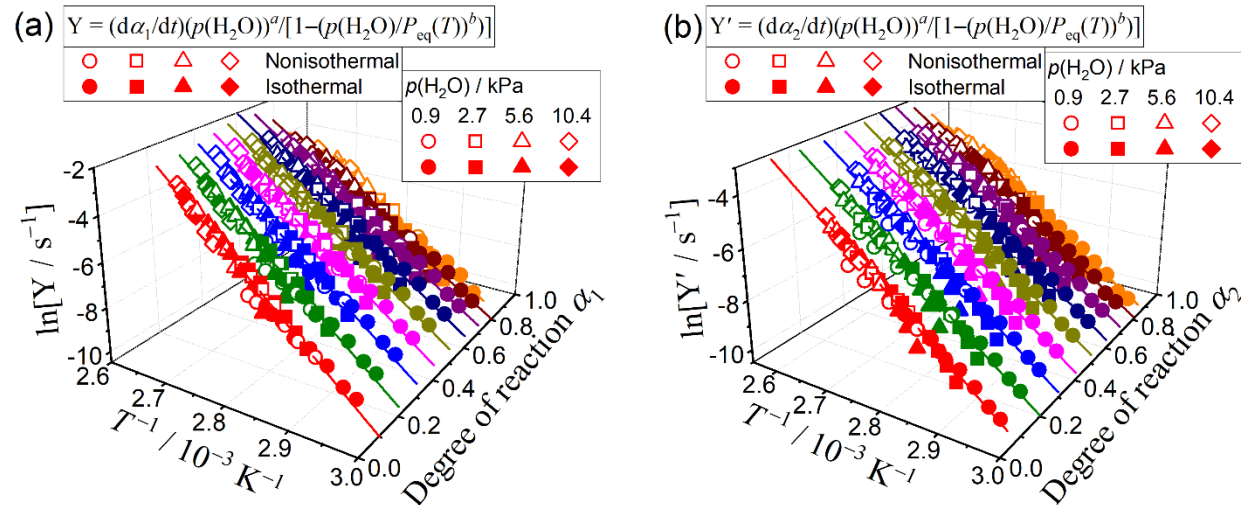 (a)
Y = (dα₁/dt)(p(H₂O))ᵃ/[1−(p(H₂O)/P_eq(T))ᵇ)]
Nonisothermal
Isothermal
p(H₂O) / kPa
0.9 2.7 5.6 10.4
ln[Y / s⁻¹]
-2
-4
-6
-8
-10
2.6
2.7
2.8
2.9
3.0
T⁻¹ / 10⁻³ K⁻¹
0.0
0.2
0.4
0.6
0.8
1.0
Degree of reaction α₁
(b)
Y′ = (dα₂/dt)(p(H₂O))ᵃ/[1−(p(H₂O)/P_eq(T))ᵇ)]
Nonisothermal
Isothermal
p(H₂O) / kPa
0.9 2.7 5.6 10.4
ln[Y′ / s⁻¹]
-4
-6
-8
-10
2.6
2.7
2.8
2.9
3.0
T⁻¹ / 10⁻³ K⁻¹
0.0
0.2
0.4
0.6
0.8
1.0
Degree of reaction α₂